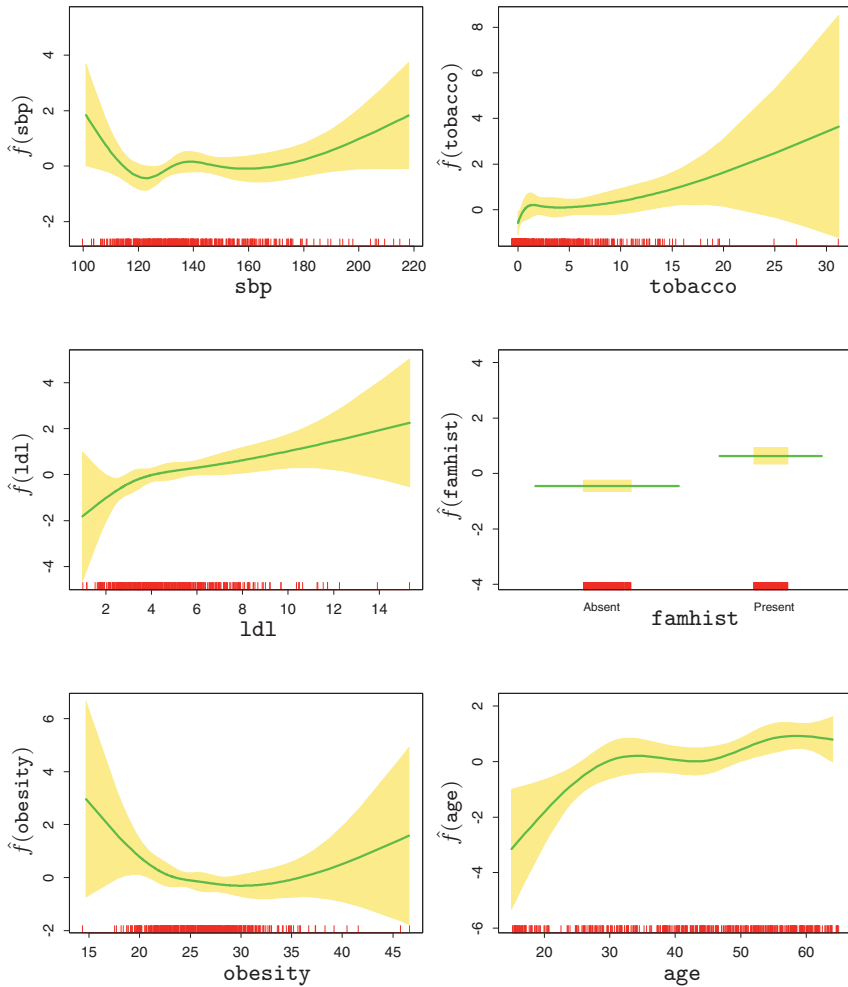 4
2
0
-2
f̂(sbp)
100 120 140 160 180 200 220
sbp
8
6
4
2
0
f̂(tobacco)
0 5 10 15 20 25 30
tobacco
4
2
0
-2
-4
f̂(ldl)
2 4 6 8 10 12 14
ldl
4
2
0
-2
-4
f̂(famhist)
Absent Present
famhist
6
4
2
0
-2
f̂(obesity)
15 20 25 30 35 40 45
obesity
2
0
-2
-4
-6
f̂(age)
20 30 40 50 60
age